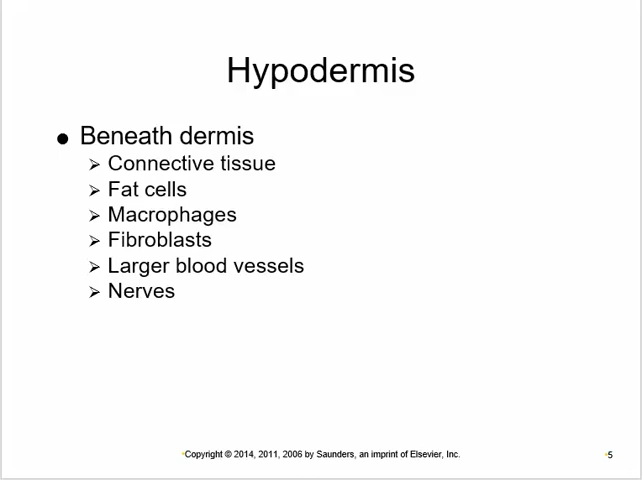 Hypodermis
● Beneath dermis
➢ Connective tissue
➢ Fat cells
➢ Macrophages
➢ Fibroblasts
➢ Larger blood vessels
➢ Nerves
•Copyright © 2014, 2011, 2006 by Saunders, an imprint of Elsevier, Inc.
•5